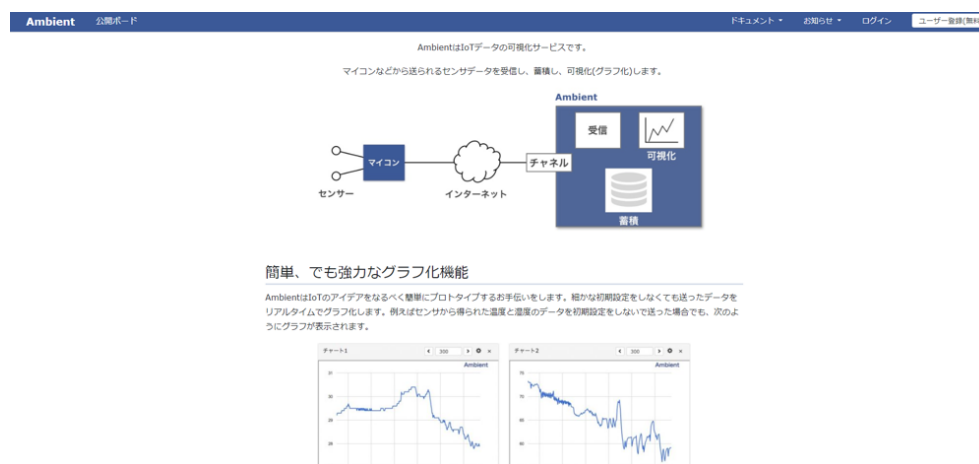 Ambient 公開ボード ドキュメント お知らせ ログイン ユーザー登録(無料
AmbientはIoTデータの可視化サービスです。
マイコンなどから送られるセンサデータを受信し、蓄積し、可視化(グラフ化)します。
Ambient
受信
可視化
マイコン
チャネル
センサー
インターネット
蓄積
簡単、でも強力なグラフ化機能
AmbientはIoTのアイデアをなるべく簡単にプロトタイプするお手伝いをします。細かな初期設定をしなくても送ったデータを
リアルタイムでグラフ化します。例えばセンサから得られた温度と湿度のデータを初期設定をしないで送った場合でも、次のよ
うにグラフが表示されます。
チャート1 300
Ambient
チャート2 300
Ambient